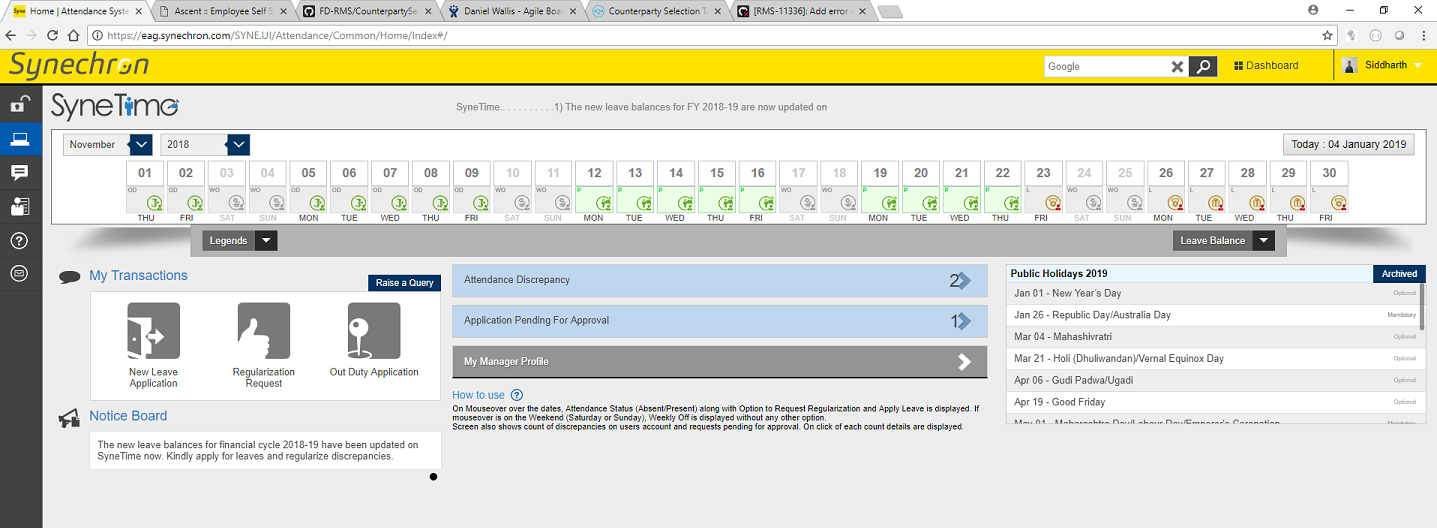 Home | Attendance Syste
Ascent :: Employee Self S
FD-RMS/CounterpartySe
Daniel Wallis - Agile Boa
Counterparty Selection T
[RMS-11336]: Add error
https://eag.synechron.com/SYNE.UI/Attendance/Common/Home/Index#/
Synechron
Google
Dashboard
Siddharth
SyneTime
SyneTime. . . . . . . . . .1) The new leave balances for FY 2018-19 are now updated on
November
2018
Today : 04 January 2019
01 02 03 04 05 06 07 08 09 10 11 12 13 14 15 16 17 18 19 20 21 22 23 24 25 26 27 28 29 30
OD OD WO WO OD OD OD OD OD WO WO P P P P P WO WO P P P P L WO WO L L L L L
THU FRI SAT SUN MON TUE WED THU FRI SAT SUN MON TUE WED THU FRI SAT SUN MON TUE WED THU FRI SAT SUN MON TUE WED THU FRI
Legends
Leave Balance
My Transactions
Raise a Query
New Leave
Application
Regularization
Request
Out Duty Application
Notice Board
The new leave balances for financial cycle 2018-19 have been updated on
SyneTime now. Kindly apply for leaves and regularize discrepancies.
Attendance Discrepancy
2
Application Pending For Approval
1
My Manager Profile
How to use
On Mouseover over the dates, Attendance Status (Absent/Present) along with Option to Request Regularization and Apply Leave is displayed. If
mouseover is on the Weekend (Saturday or Sunday), Weekly Off is displayed without any other option.
Screen also shows count of discrepancies on users account and requests pending for approval. On click of each count details are displayed.
Public Holidays 2019
Archived
Jan 01 - New Year's Day
Optional
Jan 26 - Republic Day/Australia Day
Mandatory
Mar 04 - Mahashivratri
Optional
Mar 21 - Holi (Dhuliwandan)/Vernal Equinox Day
Optional
Apr 06 - Gudi Padwa/Ugadi
Optional
Apr 19 - Good Friday
Optional
May 01 - Maharashtra Day/Labour Day/Emperor's Coronation
Mandatory